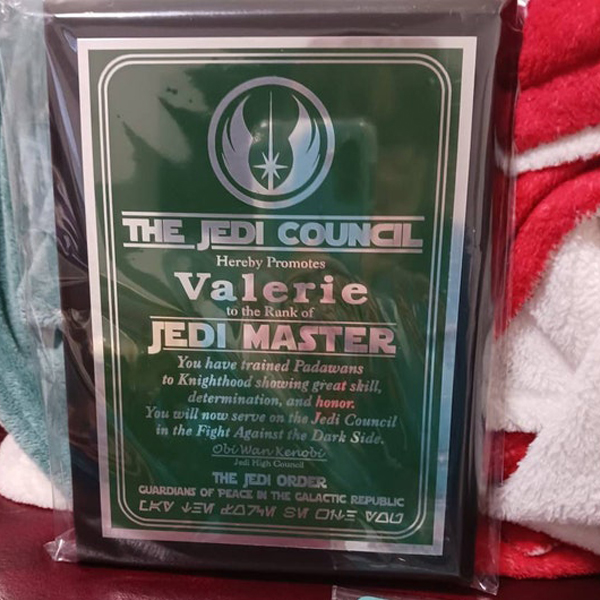 THE JEDI COUNCIL
Hereby Promotes
Valerie
to the Rank of
JEDI MASTER
You have trained Padawans
to Knighthood showing great skill,
determination, and honor.
You will now serve on the Jedi Council
in the Fight Against the Dark Side.
Obi Wan Kenobi
Jedi High Council
THE JEDI ORDER
GUARDIANS OF PEACE IN THE GALACTIC REPUBLIC